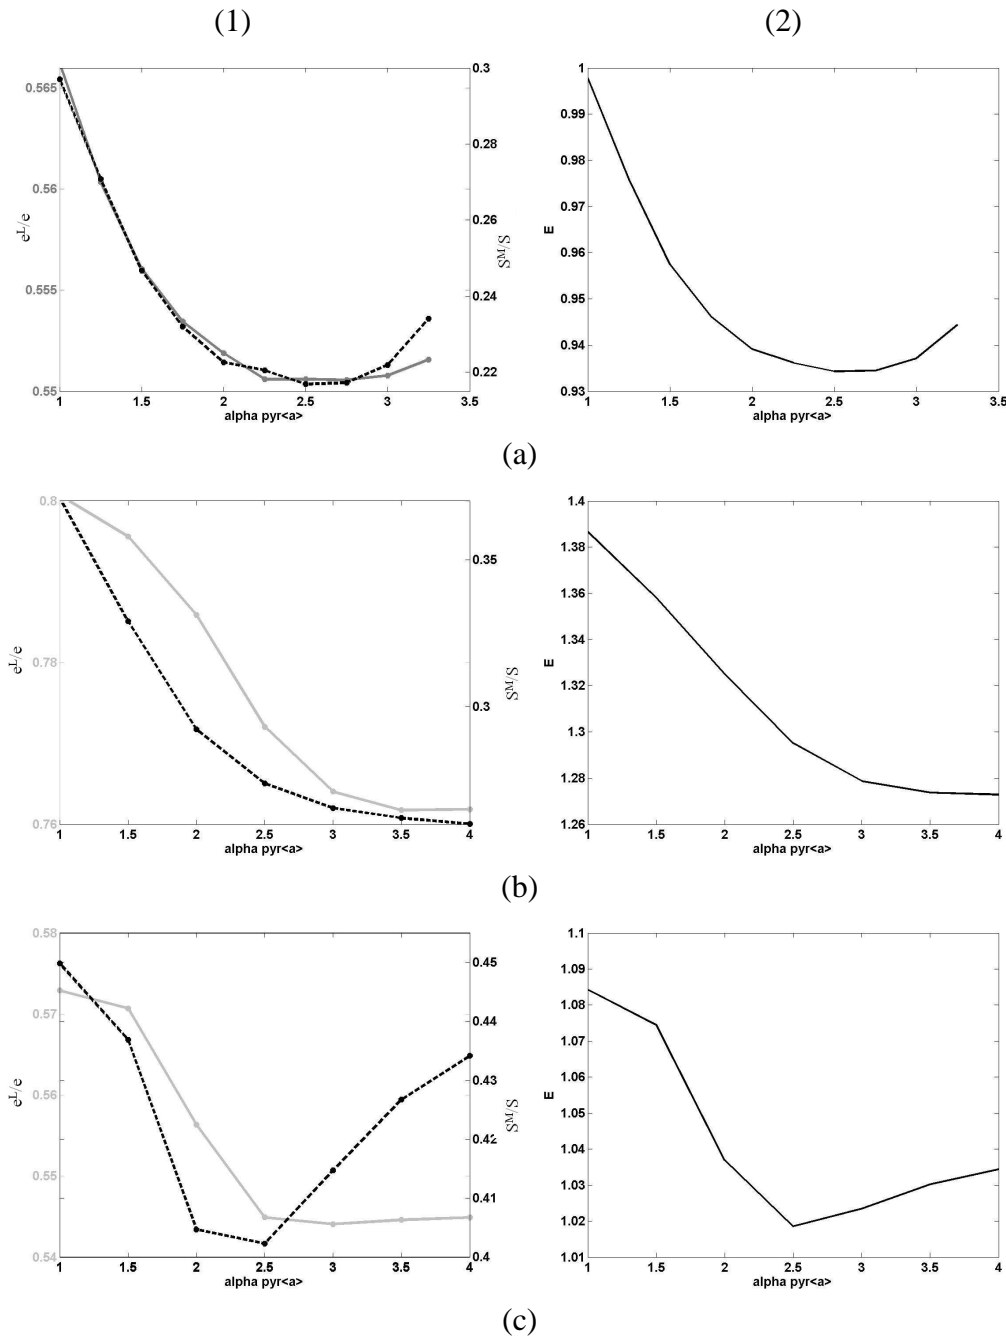 (1) (2)
0.565
0.56
0.555
0.55
e^L/e
0.3
0.28
0.26
0.24
0.22
S^M/S
1 1.5 2 2.5 3 3.5
alpha pyr<a>
1
0.99
0.98
0.97
0.96
0.95
0.94
0.93
E
1 1.5 2 2.5 3 3.5
alpha pyr<a>
(a)
0.8
0.78
0.76
e^L/e
0.35
0.3
S^M/S
1 1.5 2 2.5 3 3.5 4
alpha pyr<a>
1.4
1.38
1.36
1.34
1.32
1.3
1.28
1.26
E
1 1.5 2 2.5 3 3.5 4
alpha pyr<a>
(b)
0.58
0.57
0.56
0.55
0.54
e^L/e
0.45
0.44
0.43
0.42
0.41
0.4
S^M/S
1 1.5 2 2.5 3 3.5 4
alpha pyr<a>
1.1
1.09
1.08
1.07
1.06
1.05
1.04
1.03
1.02
1.01
E
1 1.5 2 2.5 3 3.5 4
alpha pyr<a>
(c)